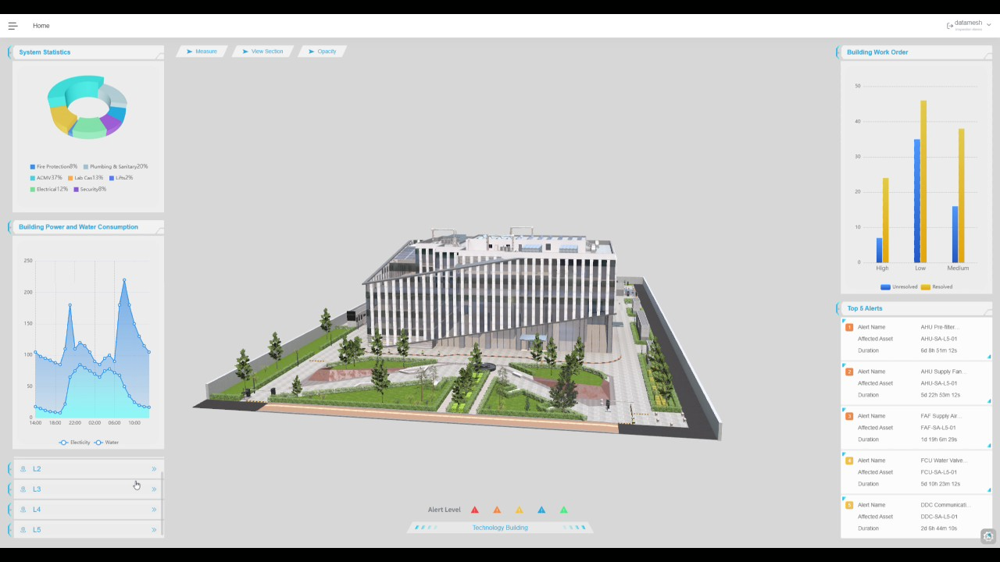 Home
datamesh
System Statistics
Fire Protection8% Plumbing & Sanitary20%
ACMV37% Lab Cas13% Lifts2%
Electrical12% Security8%
Building Power and Water Consumption
250
200
150
100
50
0
14:00 18:00 22:00 02:00 06:00 10:00
Electicity Water
L2
L3
L4
L5
Measure View Section Opacity
Alert Level
Technology Building
Building Work Order
50
40
30
20
10
0
High Low Medium
Unresolved Resolved
Top 5 Alerts
1 Alert Name AHU Pre-filter...
Affected Asset AHU-SA-L5-01
Duration 6d 8h 51m 12s
2 Alert Name AHU Supply Fan...
Affected Asset AHU-SA-L5-01
Duration 5d 22h 53m 12s
3 Alert Name FAF Supply Air...
Affected Asset FAF-SA-L5-01
Duration 1d 19h 6m 29s
4 Alert Name FCU Water Valve...
Affected Asset FCU-SA-L5-01
Duration 5d 10h 23m 12s
5 Alert Name DDC Communicati...
Affected Asset DDC-SA-L5-01
Duration 2d 6h 44m 10s